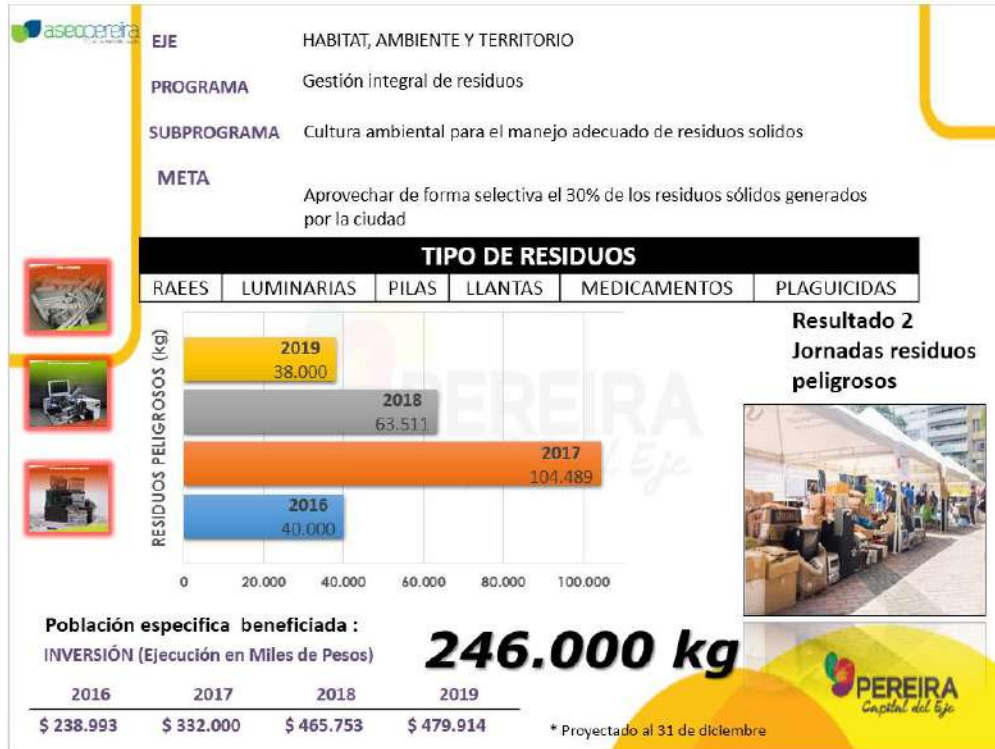 aseopereira
EJE HABITAT, AMBIENTE Y TERRITORIO
PROGRAMA Gestión integral de residuos
SUBPROGRAMA Cultura ambiental para el manejo adecuado de residuos solidos
META
Aprovechar de forma selectiva el 30% de los residuos sólidos generados
por la ciudad
TIPO DE RESIDUOS
RAEES LUMINARIAS PILAS LLANTAS MEDICAMENTOS PLAGUICIDAS
Resultado 2
Jornadas residuos
peligrosos
RESIDUOS PELIGROSOS (kg)
2019
38.000
2018
63.511
2017
104.489
2016
40.000
0 20.000 40.000 60.000 80.000 100.000
PEREIRA
Capital del Eje
Población especifica beneficiada :
INVERSIÓN (Ejecución en Miles de Pesos)
246.000 kg
2016 2017 2018 2019
$ 238.993 $ 332.000 $ 465.753 $ 479.914
* Proyectado al 31 de diciembre
PEREIRA
Capital del Eje